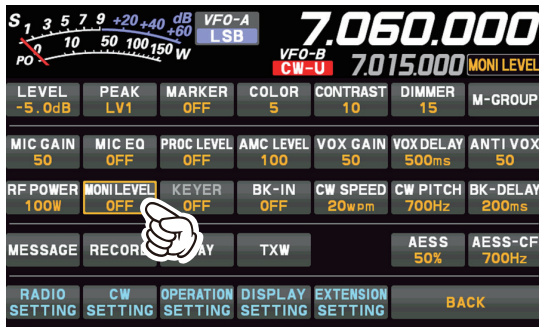 S 1 3 5 7 9 +20 +40 +60 dB
VFO-A
LSB
7.060.000
PO 0 10 50 100 150 W
VFO-B
CW-U
7.015.000
MONI LEVEL
LEVEL PEAK MARKER COLOR CONTRAST DIMMER M-GROUP
-5.0dB LV1 OFF 5 10 15
MIC GAIN MIC EQ PROC LEVEL AMC LEVEL VOX GAIN VOX DELAY ANTI VOX
50 OFF OFF 100 50 500ms 50
RF POWER MONI LEVEL KEYER BK-IN CW SPEED CW PITCH BK-DELAY
100W OFF OFF OFF 20wpm 700Hz 200ms
MESSAGE RECORD TXW AESS AESS-CF
50% 700Hz
RADIO CW OPERATION DISPLAY EXTENSION BACK
SETTING SETTING SETTING SETTING SETTING